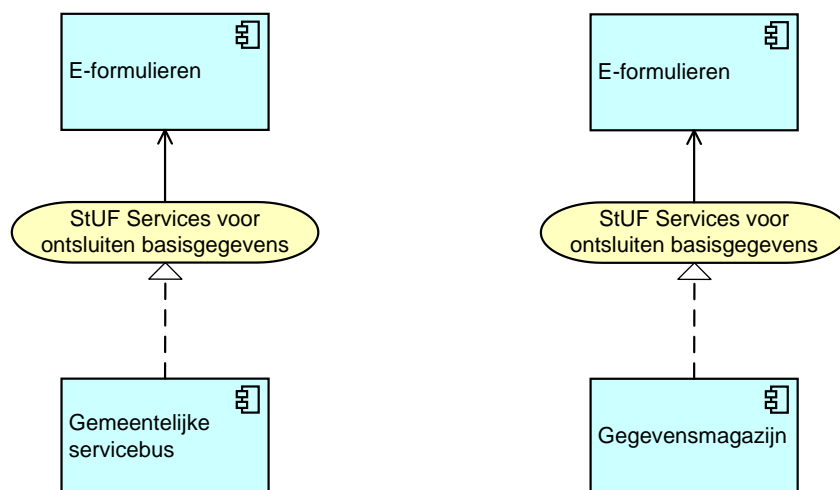 E-formulieren
StUF Services voor
ontsluiten basisgegevens
Gemeentelijke
servicebus
E-formulieren
StUF Services voor
ontsluiten basisgegevens
Gegevensmagazijn